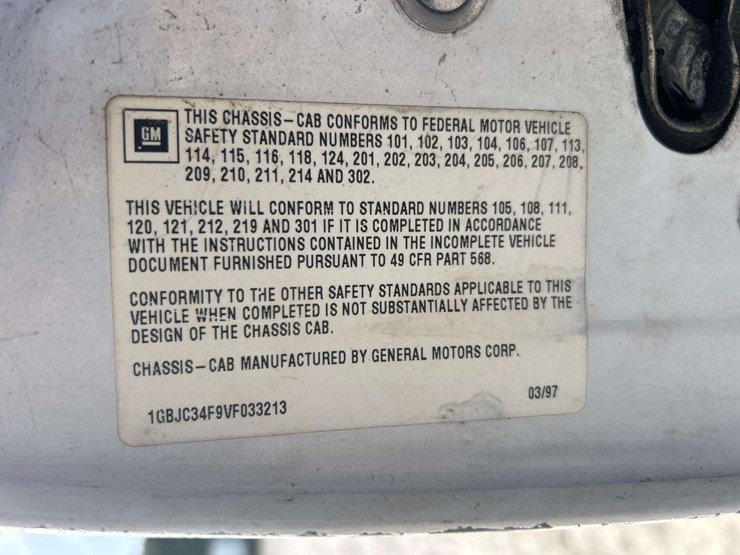 GM
THIS CHASSIS-CAB CONFORMS TO FEDERAL MOTOR VEHICLE
SAFETY STANDARD NUMBERS 101, 102, 103, 104, 106, 107, 113,
114, 115, 116, 118, 124, 201, 202, 203, 204, 205, 206, 207, 208,
209, 210, 211, 214 AND 302.
THIS VEHICLE WILL CONFORM TO STANDARD NUMBERS 105, 108, 111,
120, 121, 212, 219 AND 301 IF IT IS COMPLETED IN ACCORDANCE
WITH THE INSTRUCTIONS CONTAINED IN THE INCOMPLETE VEHICLE
DOCUMENT FURNISHED PURSUANT TO 49 CFR PART 568.
CONFORMITY TO THE OTHER SAFETY STANDARDS APPLICABLE TO THIS
VEHICLE WHEN COMPLETED IS NOT SUBSTANTIALLY AFFECTED BY THE
DESIGN OF THE CHASSIS CAB.
CHASSIS-CAB MANUFACTURED BY GENERAL MOTORS CORP.
1GBJC34F9VF033213 03/97